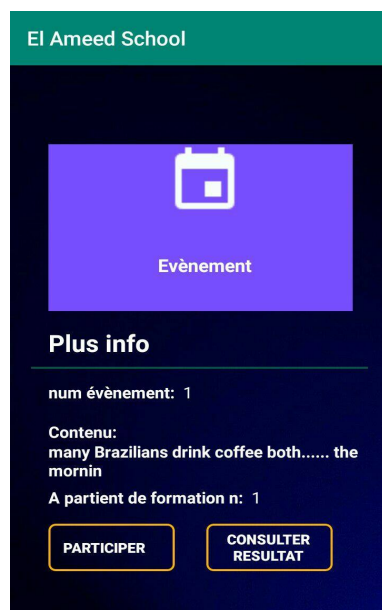 El Ameed School
Evènement
Plus info
num évènement: 1
Contenu:
many Brazilians drink coffee both...... the
mornin
A partient de formation n: 1
PARTICIPER
CONSULTER
RESULTAT